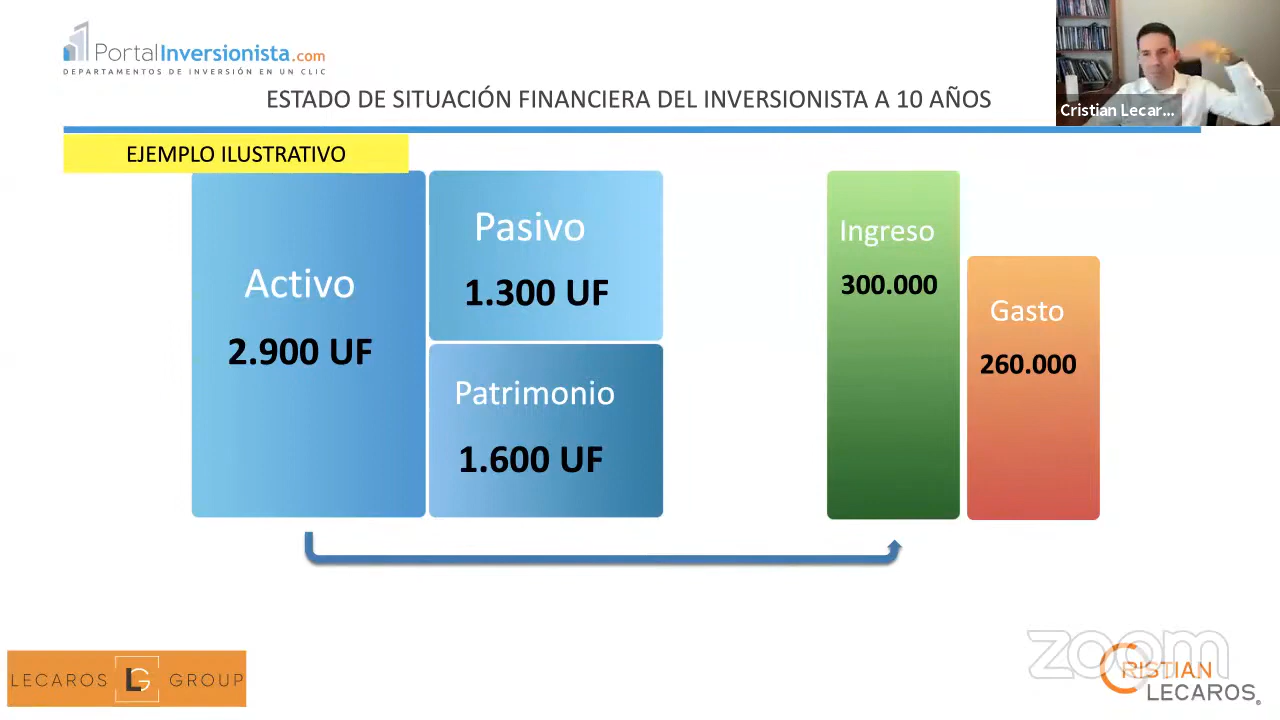 PortalInversionista.com
DEPARTAMENTOS DE INVERSIÓN EN UN CLIC
ESTADO DE SITUACIÓN FINANCIERA DEL INVERSIONISTA A 10 AÑOS
Cristian Lecar...
EJEMPLO ILUSTRATIVO
Activo
2.900 UF
Pasivo
1.300 UF
Patrimonio
1.600 UF
Ingreso
300.000
Gasto
260.000
LECAROS LG GROUP
zoom
CRISTIAN
LECAROS®